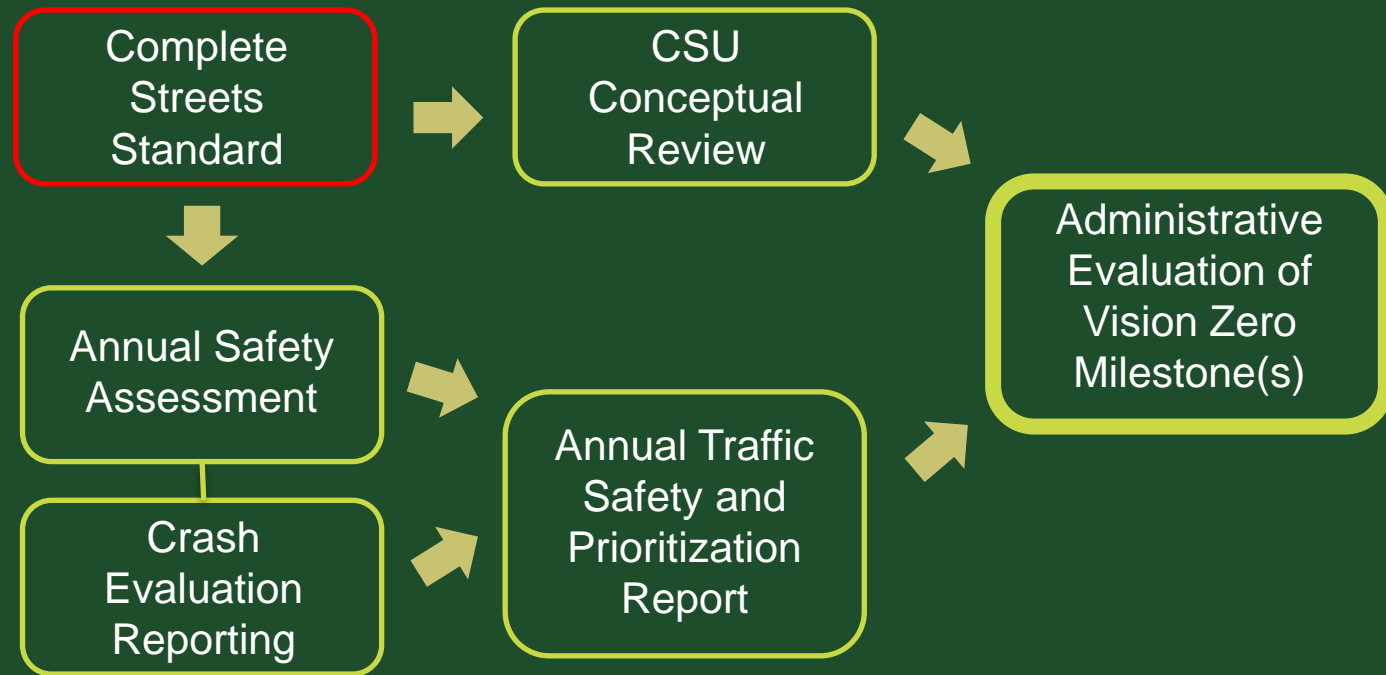 Complete
Streets
Standard
CSU
Conceptual
Review
Administrative
Evaluation of
Vision Zero
Milestone(s)
Annual Safety
Assessment
Annual Traffic
Safety and
Prioritization
Report
Crash
Evaluation
Reporting